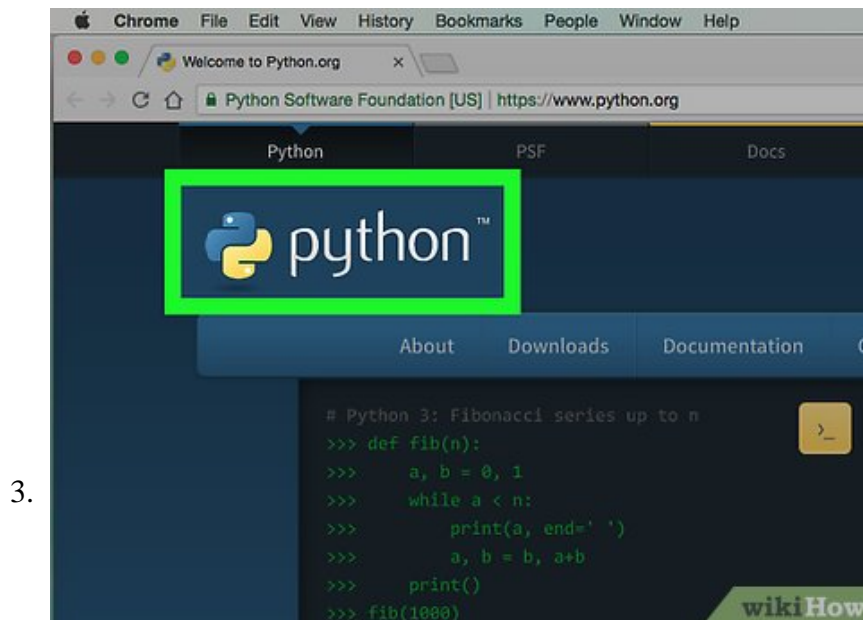 Chrome File Edit View History Bookmarks People Window Help
Welcome to Python.org ×
Python Software Foundation [US] | https://www.python.org
Python PSF Docs
python™
About Downloads Documentation
# Python 3: Fibonacci series up to n
>>> def fib(n):
>>>     a, b = 0, 1
>>>     while a < n:
>>>         print(a, end=' ')
>>>         a, b = b, a+b
>>>     print()
>>> fib(1000)
>_
3.
wikiHow